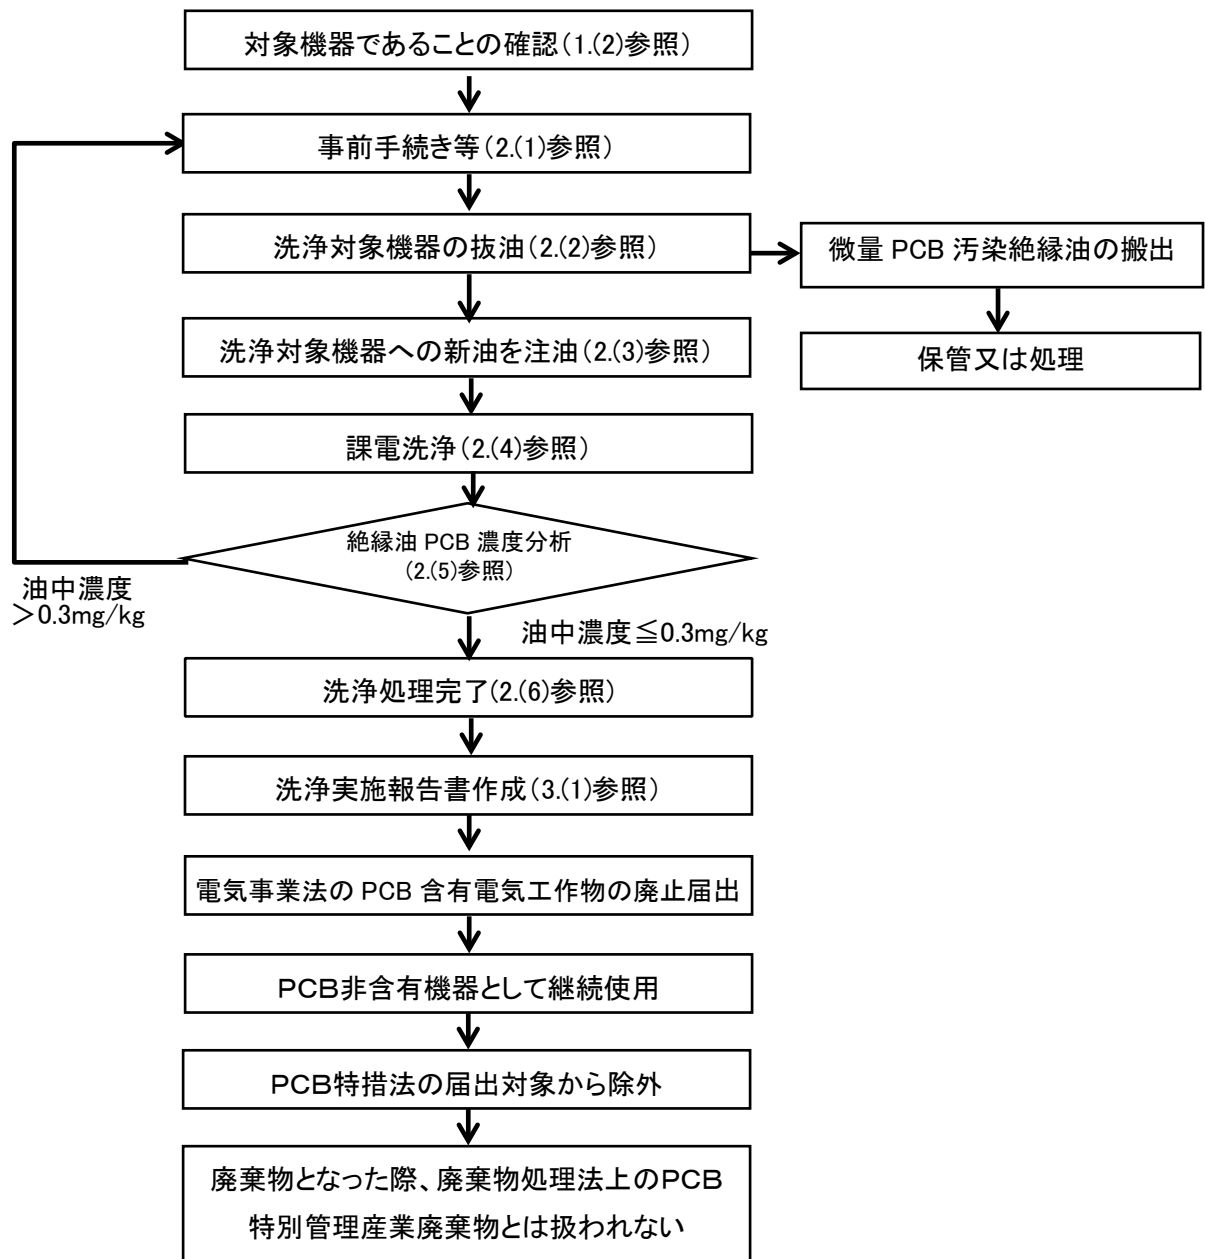 対象機器であることの確認(1.(2)参照)
事前手続き等(2.(1)参照)
洗浄対象機器の抜油(2.(2)参照)
微量 PCB 汚染絶縁油の搬出
洗浄対象機器への新油を注油(2.(3)参照)
保管又は処理
課電洗浄(2.(4)参照)
絶縁油 PCB 濃度分析
(2.(5)参照)
油中濃度
>0.3mg/kg
油中濃度≦0.3mg/kg
洗浄処理完了(2.(6)参照)
洗浄実施報告書作成(3.(1)参照)
電気事業法の PCB 含有電気工作物の廃止届出
PCB非含有機器として継続使用
PCB特措法の届出対象から除外
廃棄物となった際、廃棄物処理法上のPCB
特別管理産業廃棄物とは扱われない